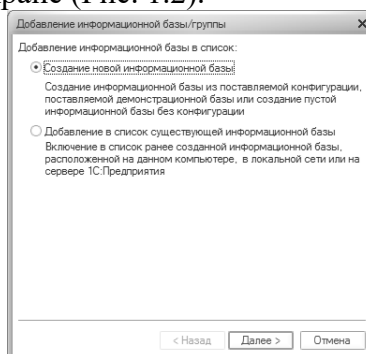 ране (Рис. 1.2).
Добавление информационной базы/группы
Добавление информационной базы в список:
Создание новой информационной базы
Создание информационной базы из поставляемой конфигурации,
поставляемой демонстрационной базы или создание пустой
информационной базы без конфигурации
Добавление в список существующей информационной базы
Включение в список ранее созданной информационной базы,
расположенной на данном компьютере, в локальной сети или на
сервере 1С:Предприятия
< Назад Далее > Отмена